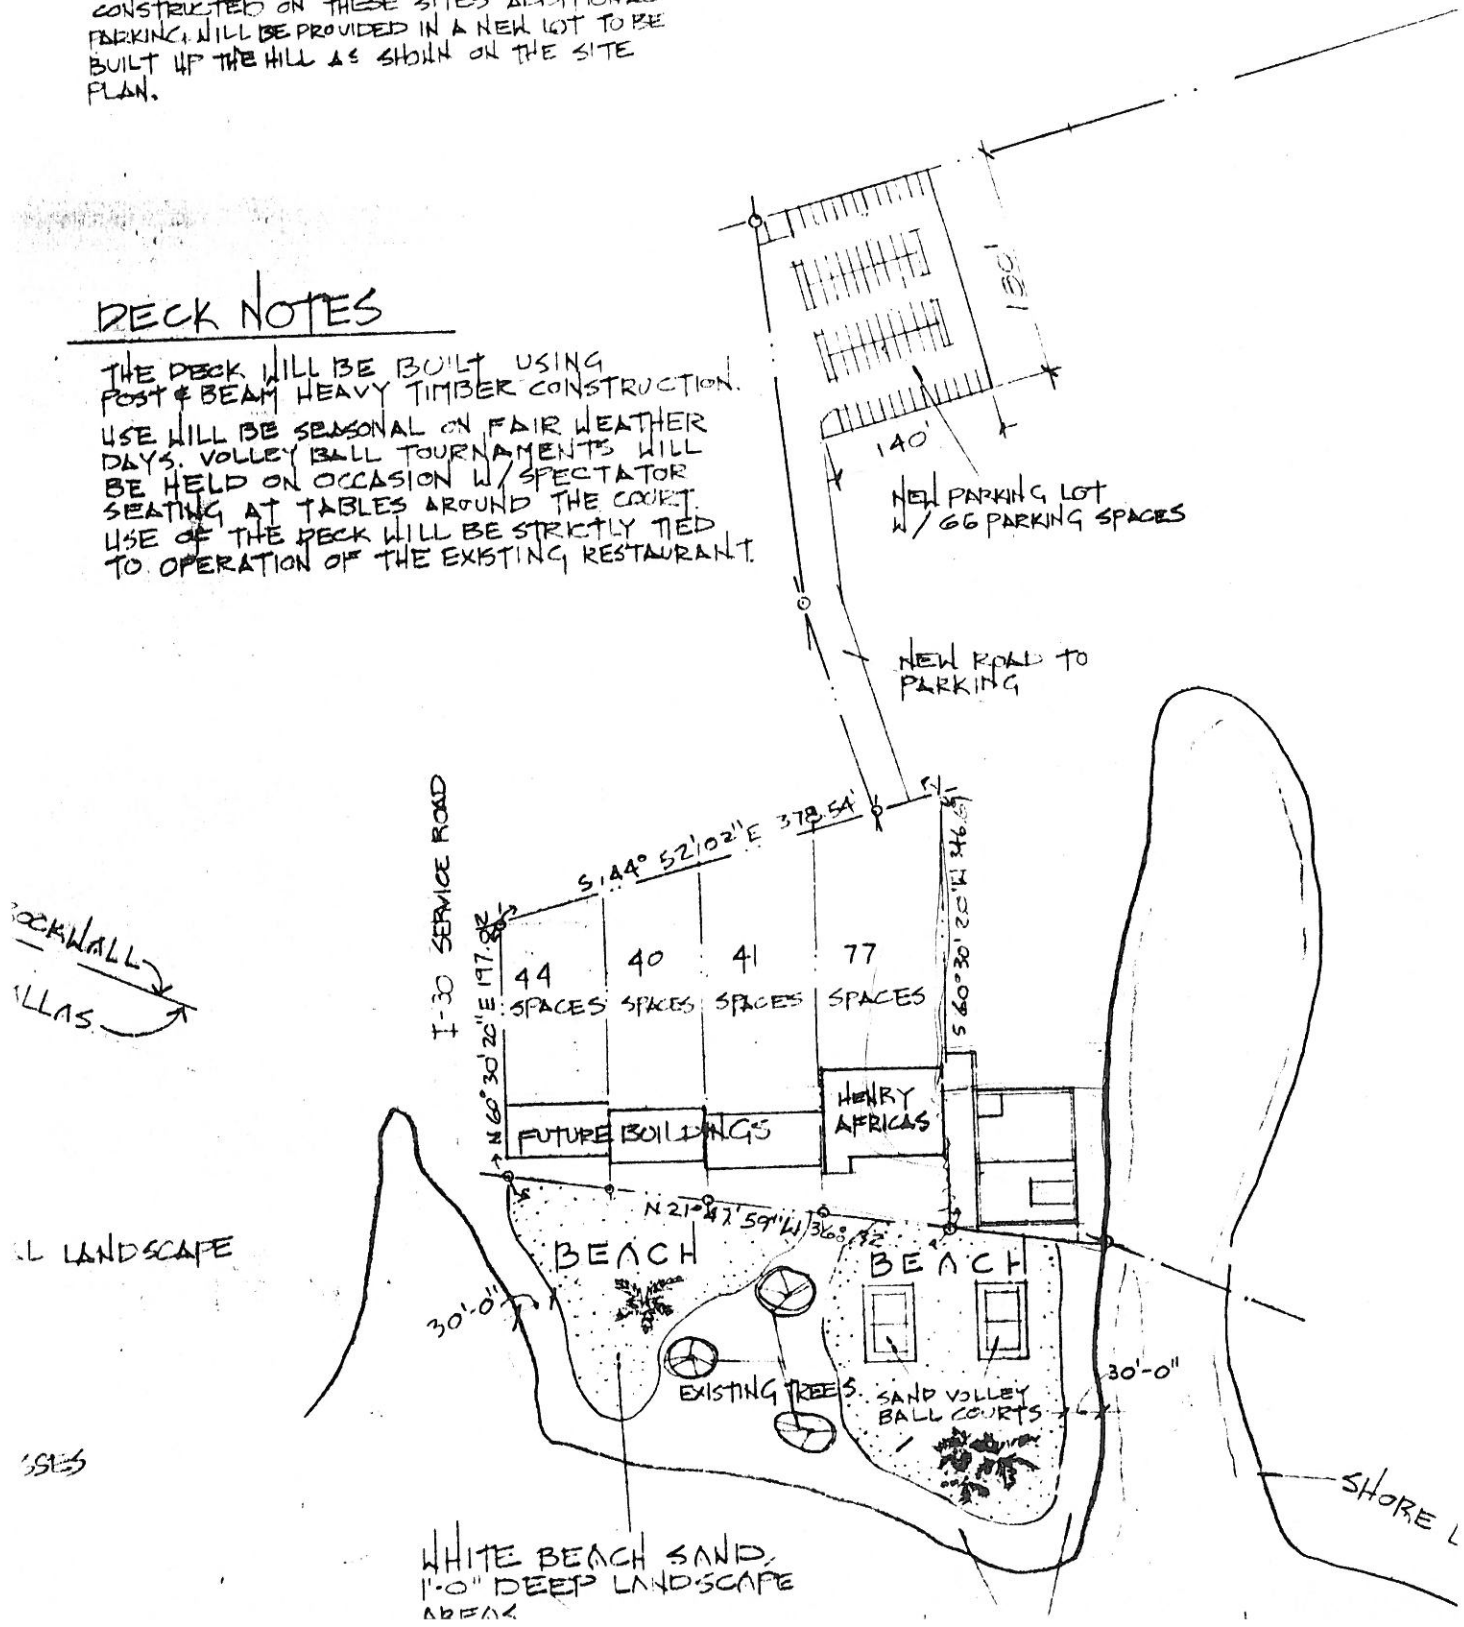 CONSTRUCTED ON THESE SITES ADDITIONAL
PARKING WILL BE PROVIDED IN A NEW LOT TO BE
BUILT UP THE HILL AS SHOWN ON THE SITE
PLAN.
DECK NOTES
THE DECK WILL BE BUILT USING
POST & BEAM HEAVY TIMBER CONSTRUCTION.
USE WILL BE SEASONAL ON FAIR WEATHER
DAYS. VOLLEY BALL TOURNAMENTS WILL
BE HELD ON OCCASION W/ SPECTATOR
SEATING AT TABLES AROUND THE COURT.
USE OF THE DECK WILL BE STRICTLY TIED
TO OPERATION OF THE EXISTING RESTAURANT.
140'
NEW PARKING LOT
W/ 66 PARKING SPACES
NEW ROAD TO
PARKING
I-30 SERVICE ROAD
S 44° 52' 02" E 378.54'
N 60° 30' 20" E
S 60° 30' 20" W
OCKWALL
LLAS
44
SPACES
40
SPACES
41
SPACES
77
SPACES
FUTURE BUILDINGS
HENRY
AFRICAS
N 21° 47' 59" W
L LANDSCAPE
BEACH
BEACH
30'-0"
EXISTING TREES
SAND VOLLEY
BALL COURTS
30'-0"
SSES
SHORE L
WHITE BEACH SAND,
1'-0" DEEP LANDSCAPE
AREAS